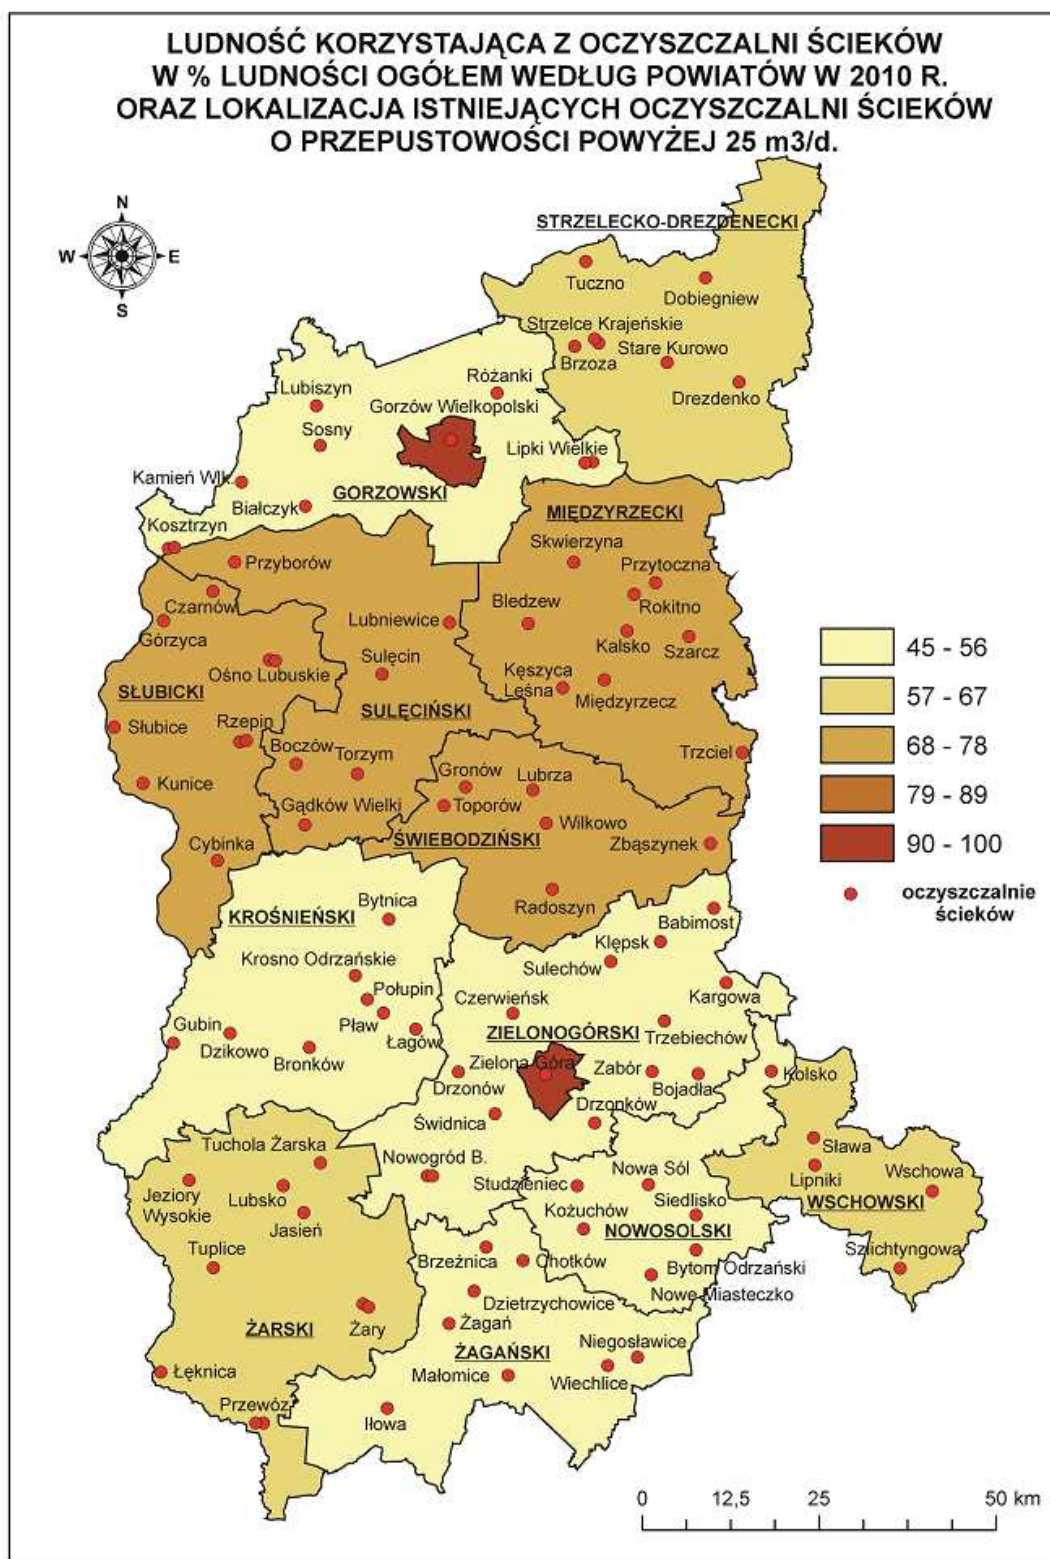 LUDNOŚĆ KORZYSTAJĄCA Z OCZYSZCZALNI ŚCIEKÓW
W % LUDNOŚCI OGÓŁEM WEDŁUG POWIATÓW W 2010 R.
ORAZ LOKALIZACJA ISTNIEJĄCYCH OCZYSZCZALNI ŚCIEKÓW
O PRZEPUSTOWOŚCI POWYŻEJ 25 m3/d.
N
W
E
S
STRZELECKO-DREZDENECKI
Tuczno
Dobiegniew
Strzelce Krajeńskie
Brzoza
Stare Kurowo
Drezdenko
Różanki
Lubiszyn
Gorzów Wielkopolski
Sosny
Lipki Wielkie
Kamień Wlk.
GORZOWSKI
Białczyk
Kosztrzyn
MIĘDZYRZECKI
Skwierzyna
Przyborów
Przytoczna
Czarnów
Bledzew
Rokitno
Górzyca
Lubniewice
Kalsko
Szarcz
Ośno Lubuskie
Sulęcin
Kęszyca
Leśna
Międzyrzecz
SŁUBICKI
SULĘCIŃSKI
Słubice
Rzepin
Boczów
Torzym
Trzciel
Kunice
Gronów
Lubrza
Gądków Wielki
Toporów
Wilkowo
ŚWIEBODZIŃSKI
Zbąszynek
Cybinka
Radoszyn
45 - 56
57 - 67
68 - 78
79 - 89
90 - 100
oczyszczalnie
ścieków
KROŚNIEŃSKI
Bytnica
Babimost
Klępsk
Sulechów
Krosno Odrzańskie
Połupin
Kargowa
Czerwieńsk
Pław
Łagów
ZIELONOGÓRSKI
Trzebiechów
Gubin
Dzikowo
Bronków
Zielona Góra
Zabór
Kolsko
Drzonów
Bojadła
Drzonków
Świdnica
Tuchola Żarska
Nowogród B.
Studzieniec
Nowa Sól
Sława
Lipniki
Wschowa
Jeziory
Wysokie
Lubsko
Jasień
Siedlisko
WSCHOWSKI
Kożuchów
NOWOSOLSKI
Tuplice
Brzeźnica
Chotków
Bytom Odrzański
Szlichtyngowa
Dzietrzychowice
Nowe Miasteczko
ŻARSKI
Żary
Żagań
ŻAGAŃSKI
Niegosławice
Łęknica
Małomice
Wiechlice
Przewóz
Iłowa
0 12,5 25 50 km